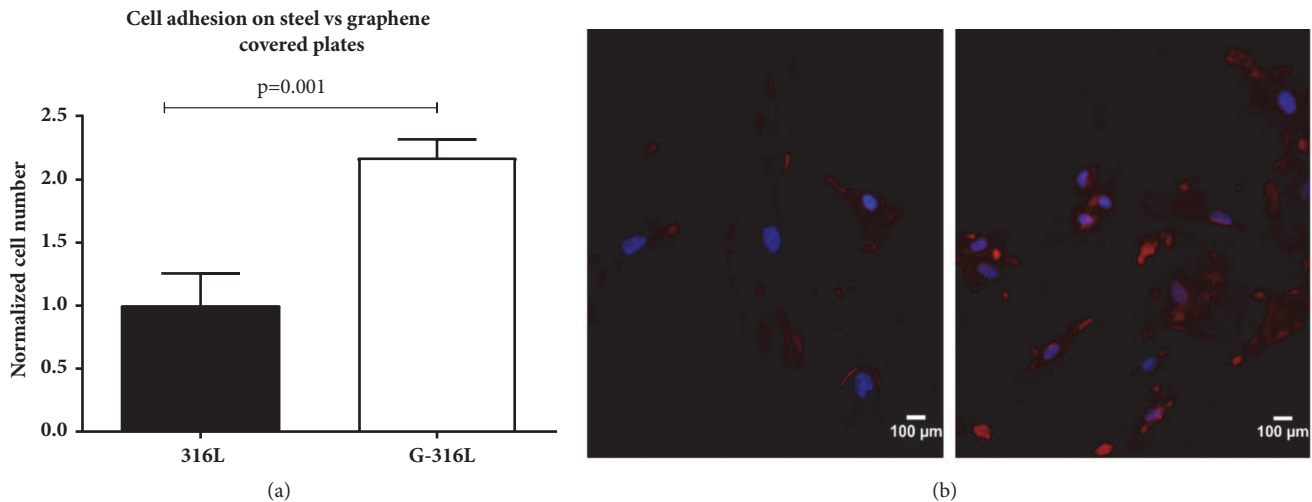 Cell adhesion on steel vs graphene
covered plates
p=0.001
Normalized cell number
2.5
2.0
1.5
1.0
0.5
0.0
316L
G-316L
(a)
100 µm
100 µm
(b)